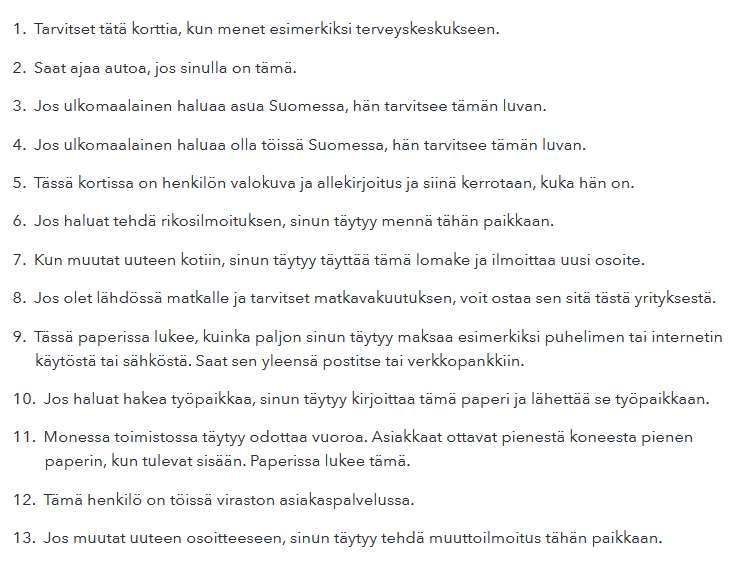 1. Tarvitset tätä korttia, kun menet esimerkiksi terveyskeskukseen.
2. Saat ajaa autoa, jos sinulla on tämä.
3. Jos ulkomaalainen haluaa asua Suomessa, hän tarvitsee tämän luvan.
4. Jos ulkomaalainen haluaa olla töissä Suomessa, hän tarvitsee tämän luvan.
5. Tässä kortissa on henkilön valokuva ja allekirjoitus ja siinä kerrotaan, kuka hän on.
6. Jos haluat tehdä rikosilmoituksen, sinun täytyy mennä tähän paikkaan.
7. Kun muutat uuteen kotiin, sinun täytyy täyttää tämä lomake ja ilmoittaa uusi osoite.
8. Jos olet lähdössä matkalle ja tarvitset matkavakuutuksen, voit ostaa sen sitä tästä yrityksestä.
9. Tässä paperissa lukee, kuinka paljon sinun täytyy maksaa esimerkiksi puhelimen tai internetin
käytöstä tai sähköstä. Saat sen yleensä postitse tai verkkopankkiin.
10. Jos haluat hakea työpaikkaa, sinun täytyy kirjoittaa tämä paperi ja lähettää se työpaikkaan.
11. Monessa toimistossa täytyy odottaa vuoroa. Asiakkaat ottavat pienestä koneesta pienen
paperin, kun tulevat sisään. Paperissa lukee tämä.
12. Tämä henkilö on töissä viraston asiakaspalvelussa.
13. Jos muutat uuteen osoitteeseen, sinun täytyy tehdä muuttoilmoitus tähän paikkaan.